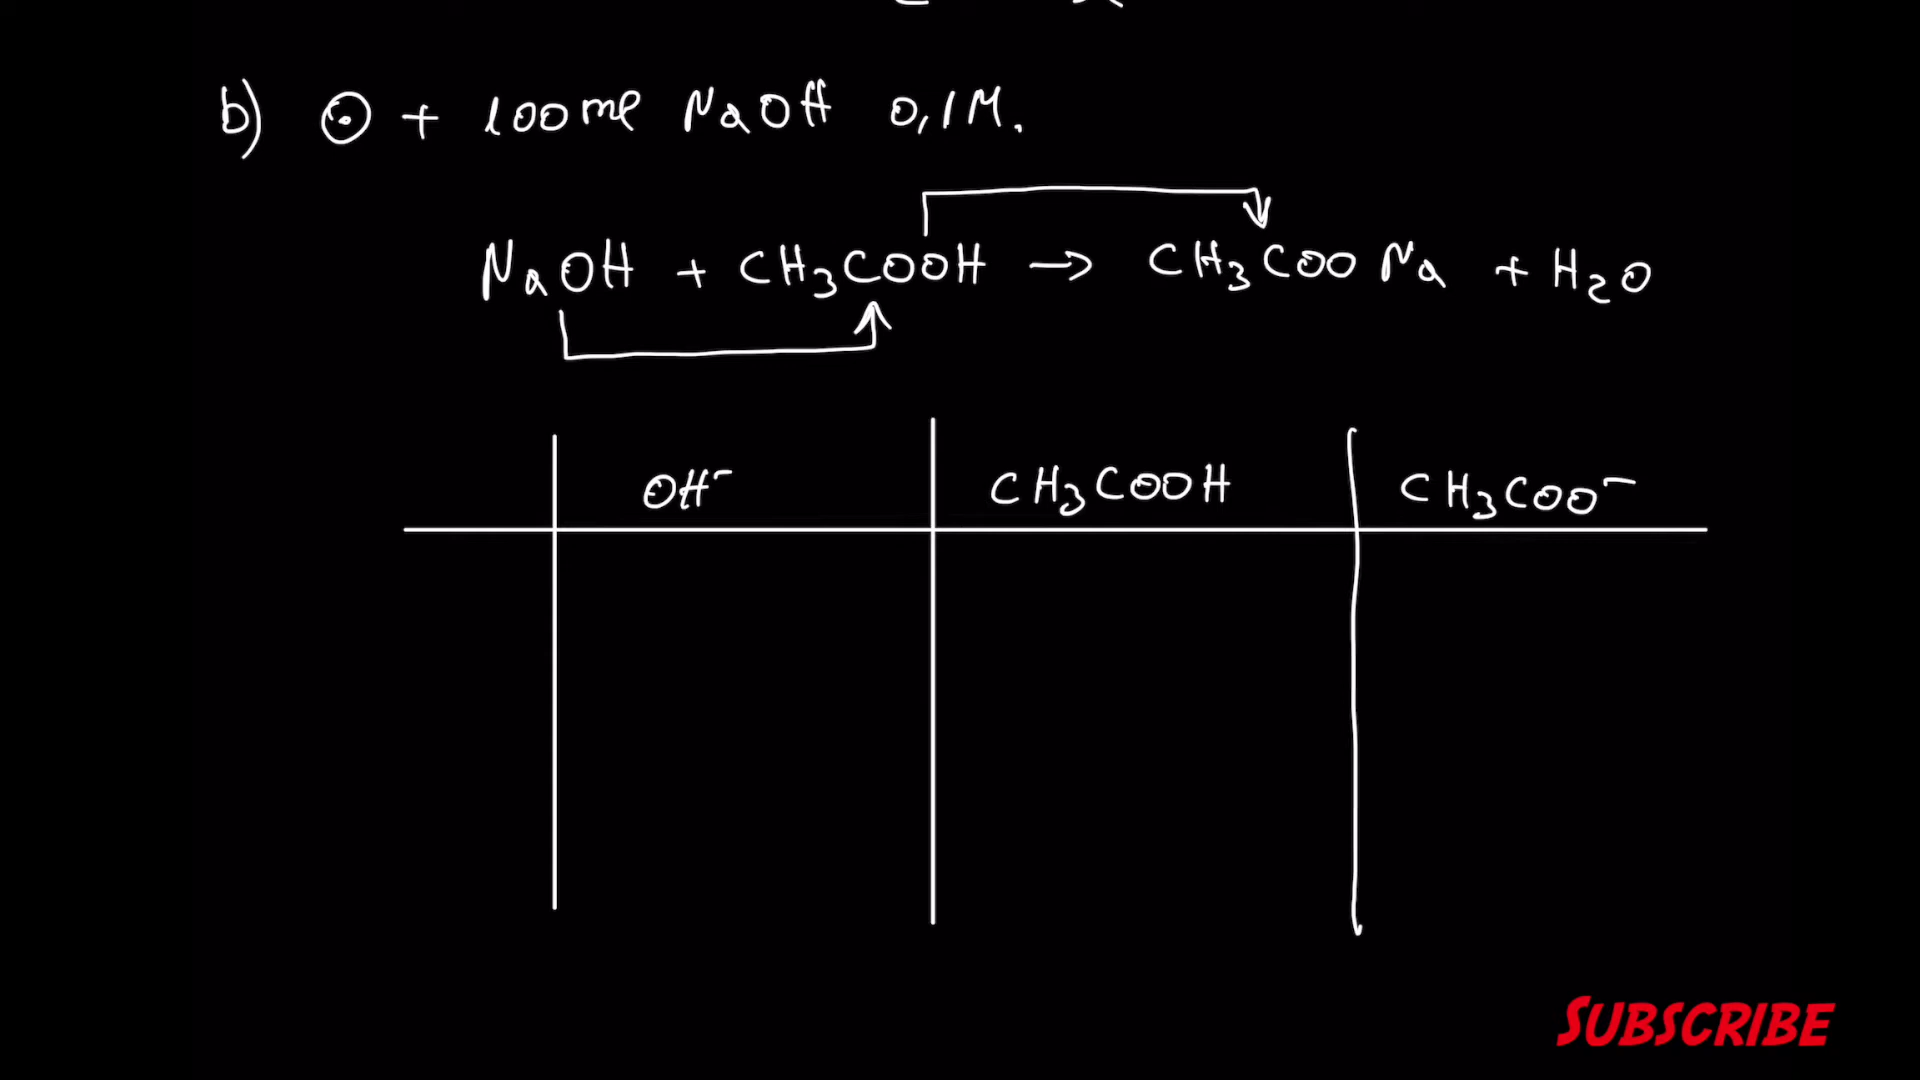 b) ⊙ + 100ml NaOH 0,1M.
NaOH + CH₃COOH → CH₃COONa + H₂O
OH⁻ CH₃COOH CH₃COO⁻
SUBSCRIBE